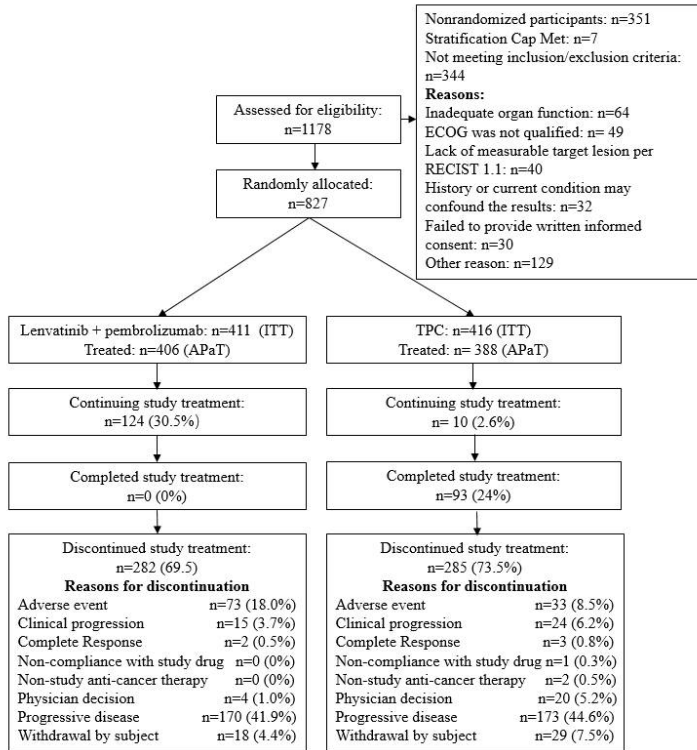 Nonrandomized participants: n=351
Stratification Cap Met: n=7
Not meeting inclusion/exclusion criteria:
n=344
Reasons:
Inadequate organ function: n=64
ECOG was not qualified: n= 49
Lack of measurable target lesion per
RECIST 1.1: n=40
History or current condition may
confound the results: n=32
Failed to provide written informed
consent: n=30
Other reason: n=129
Assessed for eligibility:
n=1178
Randomly allocated:
n=827
Lenvatinib + pembrolizumab: n=411 (ITT)
Treated: n=406 (APaT)
Continuing study treatment:
n=124 (30.5%)
Completed study treatment:
n=0 (0%)
Discontinued study treatment:
n=282 (69.5)
Reasons for discontinuation
Adverse event n=73 (18.0%)
Clinical progression n=15 (3.7%)
Complete Response n=2 (0.5%)
Non-compliance with study drug n=0 (0%)
Non-study anti-cancer therapy n=0 (0%)
Physician decision n=4 (1.0%)
Progressive disease n=170 (41.9%)
Withdrawal by subject n=18 (4.4%)
TPC: n=416 (ITT)
Treated: n= 388 (APaT)
Continuing study treatment:
n= 10 (2.6%)
Completed study treatment:
n=93 (24%)
Discontinued study treatment:
n=285 (73.5%)
Reasons for discontinuation
Adverse event n=33 (8.5%)
Clinical progression n=24 (6.2%)
Complete Response n=3 (0.8%)
Non-compliance with study drug n=1 (0.3%)
Non-study anti-cancer therapy n=2 (0.5%)
Physician decision n=20 (5.2%)
Progressive disease n=173 (44.6%)
Withdrawal by subject n=29 (7.5%)